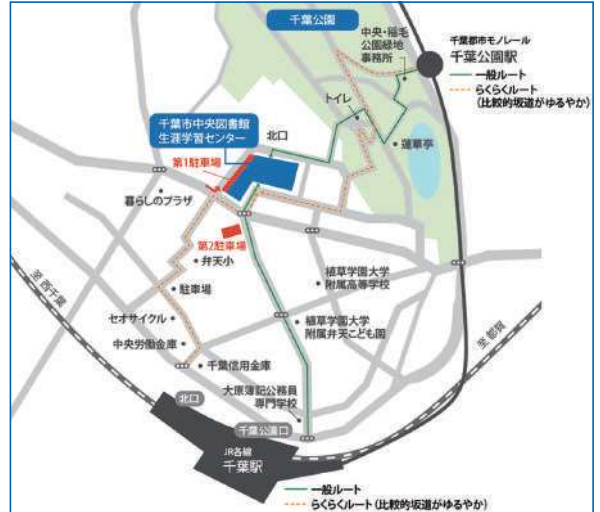 千葉公園
中央・稲毛
公園緑地
事務所
千葉都市モノレール
千葉公園駅
一般ルート
らくらくルート
（比較的坂道がゆるやか）
トイレ
北口
千葉市中央図書館
生涯学習センター
蓮華亭
第1駐車場
暮らしのプラザ
第2駐車場
弁天小
植草学園大学
附属高等学校
駐車場
セオサイクル
植草学園大学
附属弁天こども園
至西千葉
至都賀
中央労働金庫
千葉信用金庫
北口
大原簿記公務員
専門学校
千葉公園口
JR各線
千葉駅
一般ルート
らくらくルート（比較的坂道がゆるやか）